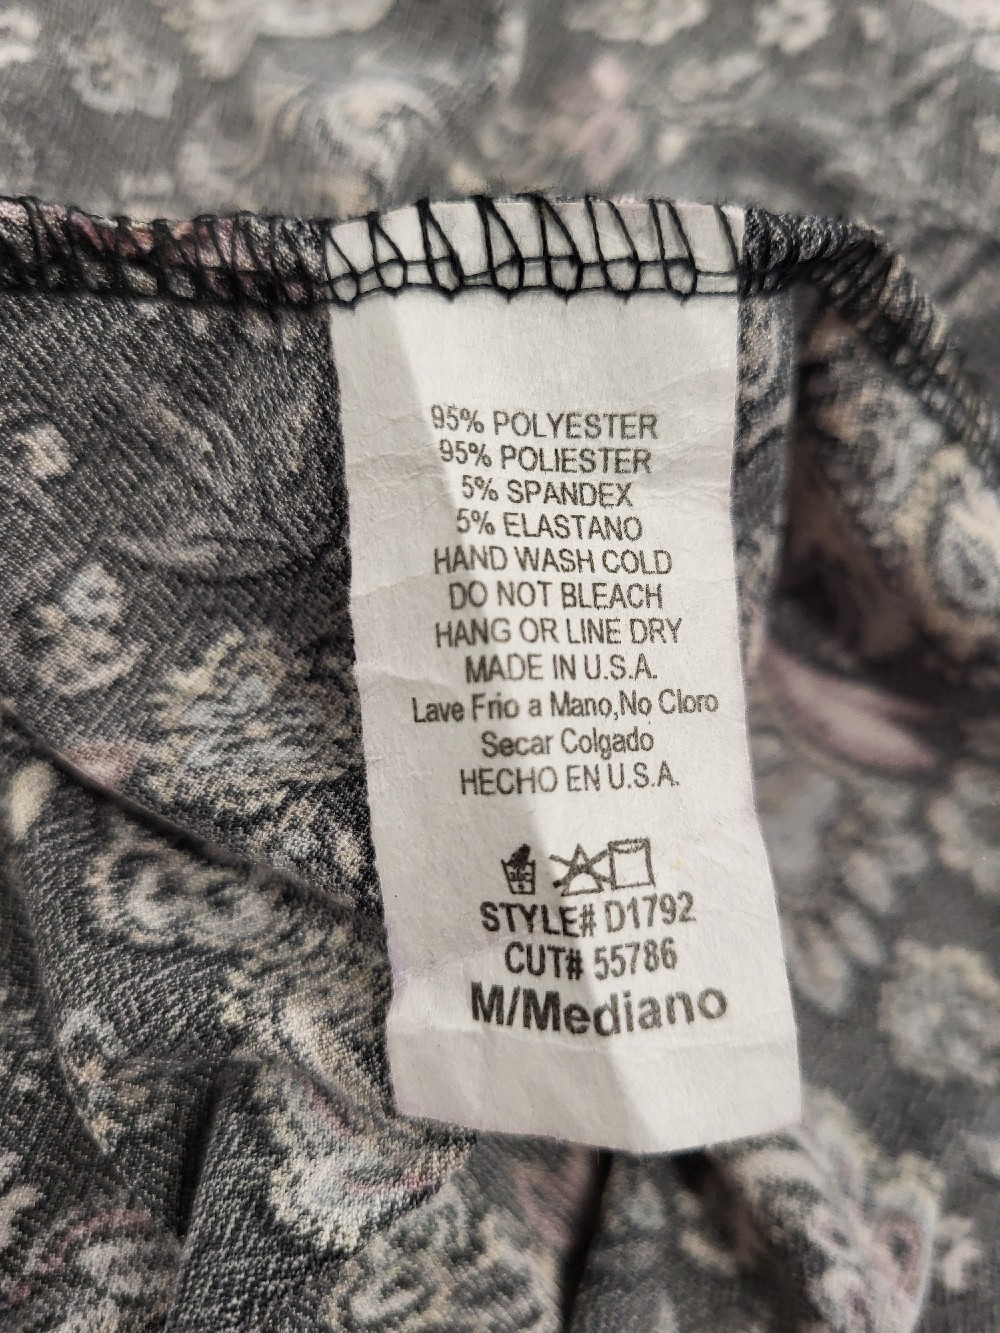 95% POLYESTER
95% POLIESTER
5% SPANDEX
5% ELASTANO
HAND WASH COLD
DO NOT BLEACH
HANG OR LINE DRY
MADE IN U.S.A.
Lave Frio a Mano,No Cloro
Secar Colgado
HECHO EN U.S.A.
STYLE# D1792
CUT# 55786
M/Mediano